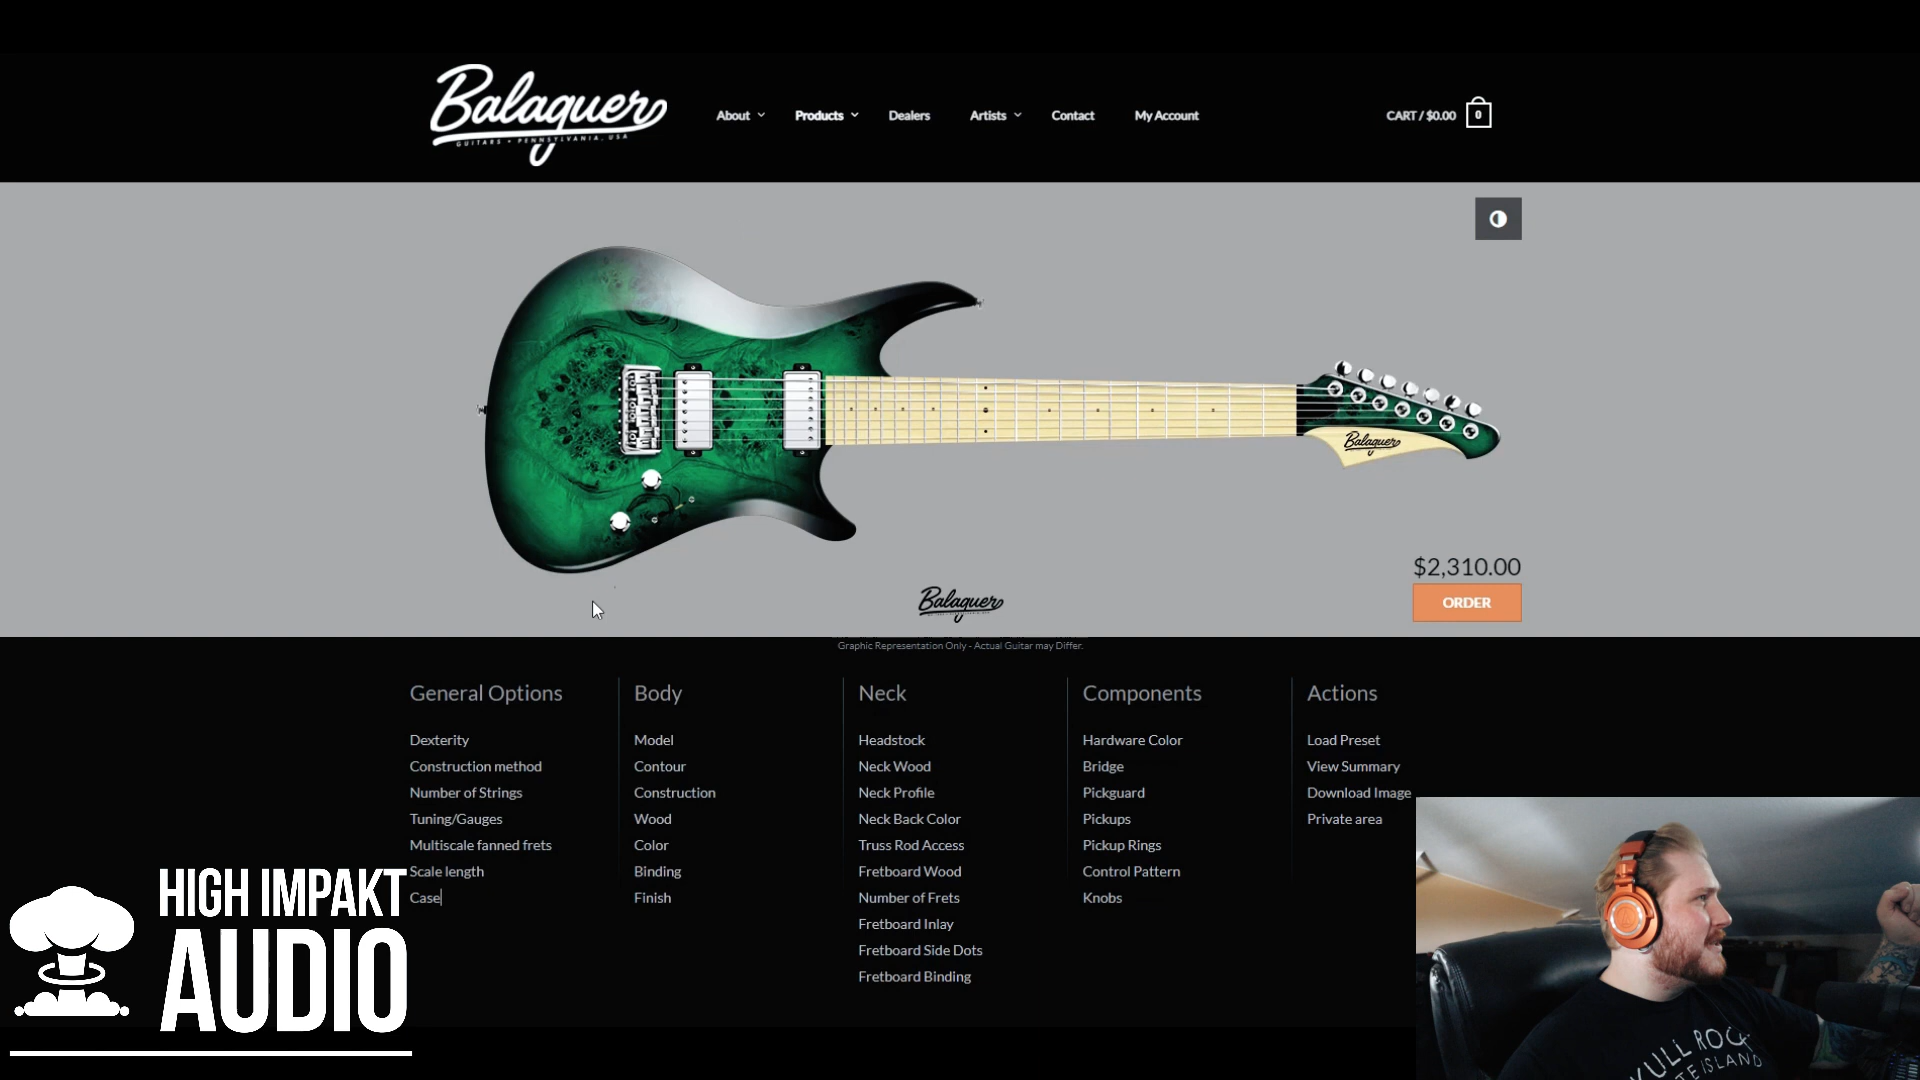 Balaguer
GUITARS • PENNSYLVANIA, USA
About
Products
Dealers
Artists
Contact
My Account
CART / $0.00
0
Balaguer
$2,310.00
ORDER
Balaguer
Graphic Representation Only - Actual Guitar may Differ.
General Options
Dexterity
Construction method
Number of Strings
Tuning/Gauges
Multiscale fanned frets
Scale length
Case
Body
Model
Contour
Construction
Wood
Color
Binding
Finish
Neck
Headstock
Neck Wood
Neck Profile
Neck Back Color
Truss Rod Access
Fretboard Wood
Number of Frets
Fretboard Inlay
Fretboard Side Dots
Fretboard Binding
Components
Hardware Color
Bridge
Pickguard
Pickups
Pickup Rings
Control Pattern
Knobs
Actions
Load Preset
View Summary
Download Image
Private area
HIGH IMPAKT
AUDIO